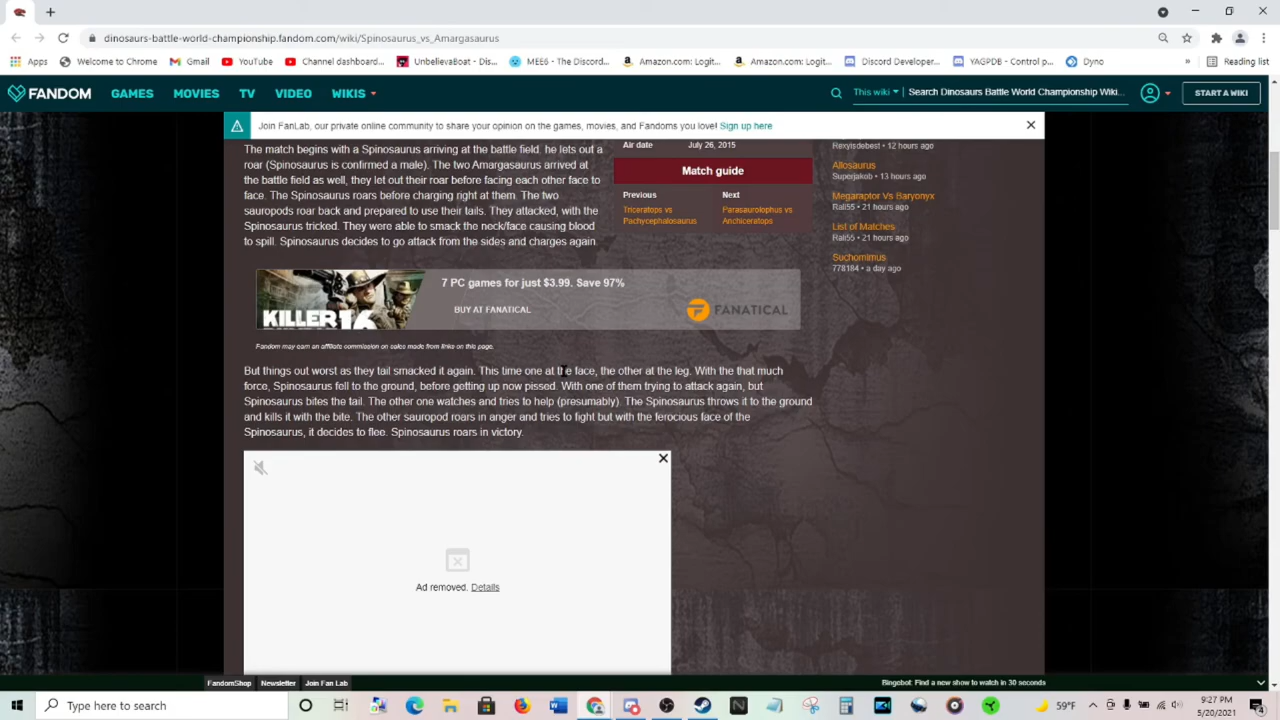 dinosaurs-battle-world-championship.fandom.com/wiki/Spinosaurus_vs_Amargasaurus
Apps
Welcome to Chrome
Gmail
YouTube
Channel dashboard...
UnbelievaBoat - Dis...
MEE6 - The Discord...
Amazon.com: Logit...
Amazon.com: Logit...
Discord Developer...
YAGPDB - Control p...
Dyno
»
Reading list
FANDOM
GAMES
MOVIES
TV
VIDEO
WIKIS
This wiki
Search Dinosaurs Battle World Championship Wiki...
START A WIKI
Join FanLab, our private online community to share your opinion on the games, movies, and Fandoms you love! Sign up here
The match begins with a Spinosaurus arriving at the battle field, he lets out a
roar (Spinosaurus is confirmed a male). The two Amargasaurus arrived at
the battle field as well, they let out their roar before facing each other face to
face. The Spinosaurus roars before charging right at them. The two
sauropods roar back and prepared to use their tails. They attacked, with the
Spinosaurus tricked. They were able to smack the neck/face causing blood
to spill. Spinosaurus decides to go attack from the sides and charges again.
Air date
July 26, 2015
Match guide
Previous
Next
Triceratops vs
Pachycephalosaurus
Parasaurolophus vs
Anchiceratops
Rexyisdebest • 12 hours ago
Allosaurus
Superjakob • 13 hours ago
Megaraptor Vs Baryonyx
Rali55 • 21 hours ago
List of Matches
Rali55 • 21 hours ago
Suchomimus
778184 • a day ago
KILLER
7 PC games for just $3.99. Save 97%
BUY AT FANATICAL
FANATICAL
Fandom may earn an affiliate commission on sales made from links on this page.
But things out worst as they tail smacked it again. This time one at the face, the other at the leg. With the that much
force, Spinosaurus fell to the ground, before getting up now pissed. With one of them trying to attack again, but
Spinosaurus bites the tail. The other one watches and tries to help (presumably). The Spinosaurus throws it to the ground
and kills it with the bite. The other sauropod roars in anger and tries to fight but with the ferocious face of the
Spinosaurus, it decides to flee. Spinosaurus roars in victory.
Ad removed. Details
FandomShop
Newsletter
Join Fan Lab
Bingebot: Find a new show to watch in 30 seconds
Type here to search
59°F
9:27 PM
5/20/2021
4